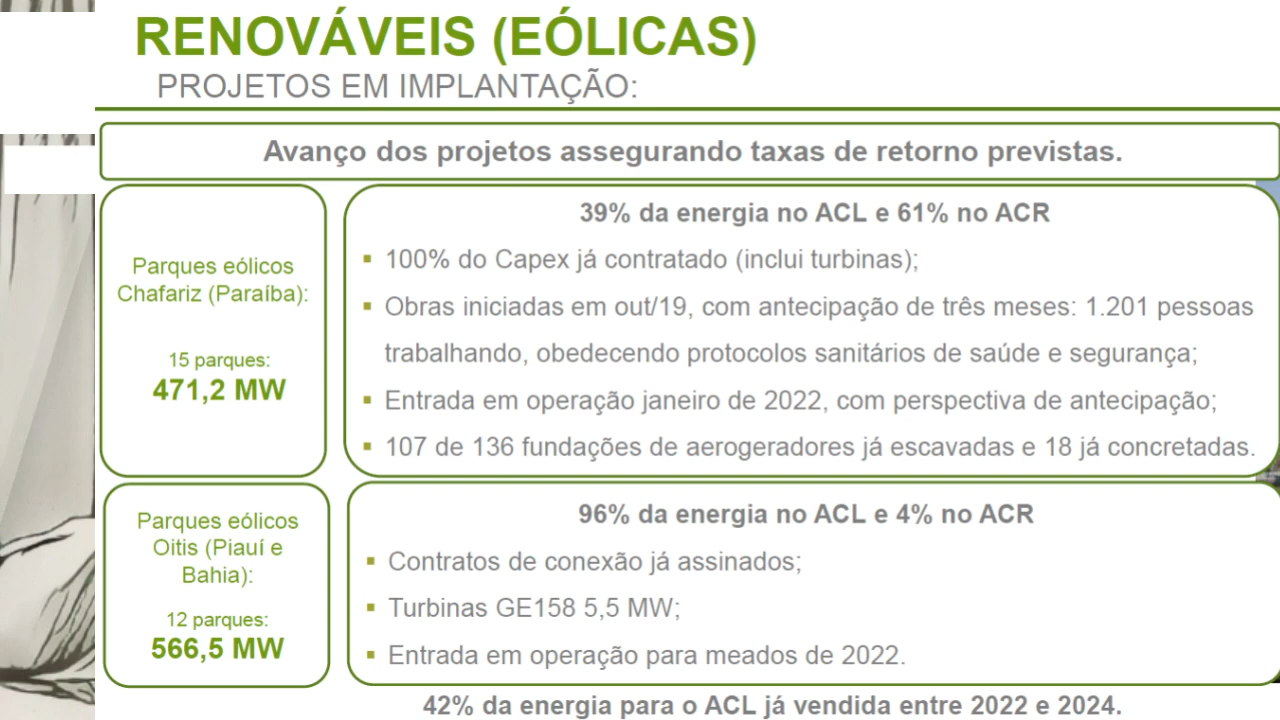 RENOVÁVEIS (EÓLICAS)
PROJETOS EM IMPLANTAÇÃO:
Avanço dos projetos assegurando taxas de retorno previstas.
Parques eólicos
Chafariz (Paraíba):
15 parques:
471,2 MW
39% da energia no ACL e 61% no ACR
▪ 100% do Capex já contratado (inclui turbinas);
▪ Obras iniciadas em out/19, com antecipação de três meses: 1.201 pessoas
trabalhando, obedecendo protocolos sanitários de saúde e segurança;
▪ Entrada em operação janeiro de 2022, com perspectiva de antecipação;
▪ 107 de 136 fundações de aerogeradores já escavadas e 18 já concretadas.
Parques eólicos
Oitis (Piauí e
Bahia):
12 parques:
566,5 MW
96% da energia no ACL e 4% no ACR
▪ Contratos de conexão já assinados;
▪ Turbinas GE158 5,5 MW;
▪ Entrada em operação para meados de 2022.
42% da energia para o ACL já vendida entre 2022 e 2024.